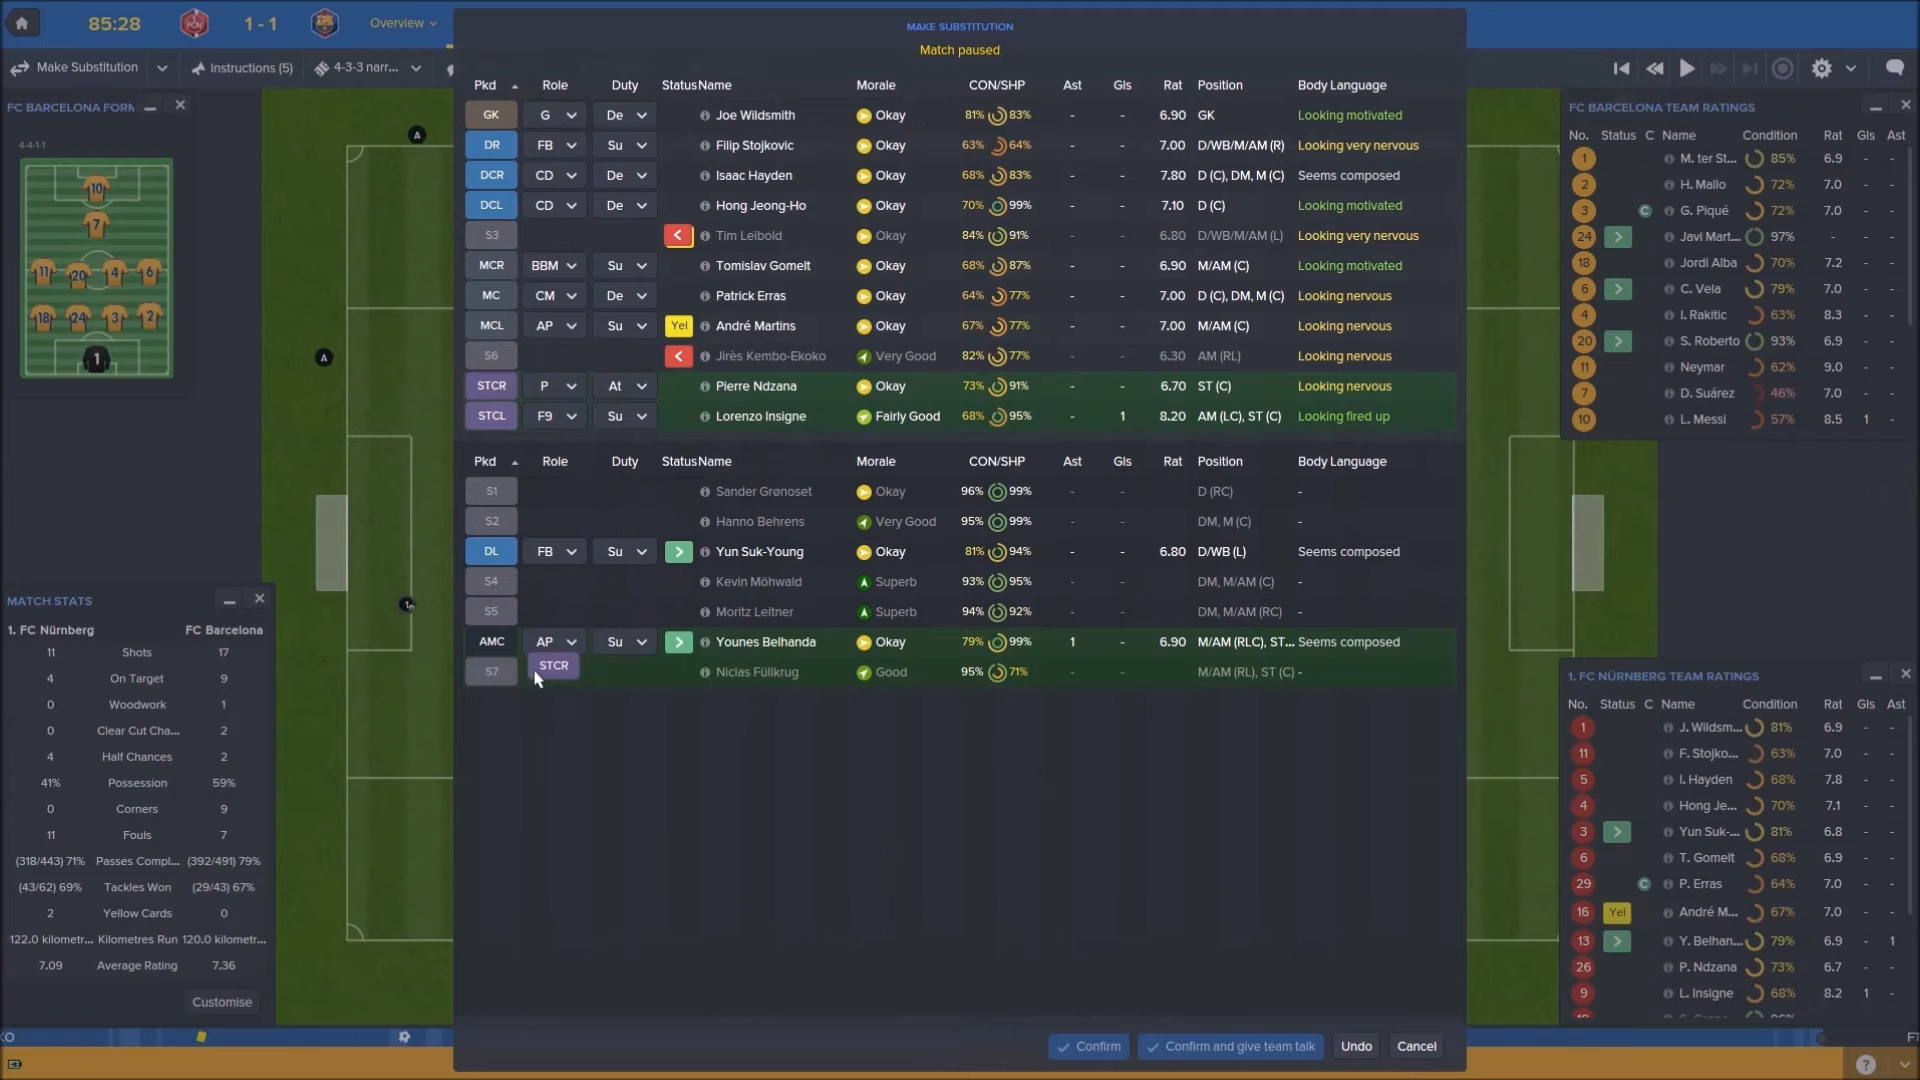 85:28 1 - 1 Overview
Make Substitution Instructions (5) 4-3-3 narr...
FC BARCELONA FORM
4-4-1-1
10
7
11 20 4 6
18 24 3 2
1
A
A
MATCH STATS
1. FC Nürnberg FC Barcelona
11 Shots 17
4 On Target 9
0 Woodwork 1
0 Clear Cut Cha... 2
4 Half Chances 2
41% Possession 59%
0 Corners 9
11 Fouls 7
(318/443) 71% Passes Compl... (392/491) 79%
(43/62) 69% Tackles Won (29/43) 67%
2 Yellow Cards 0
122.0 kilometr... Kilometres Run 120.0 kilometr...
7.09 Average Rating 7.36
Customise
MAKE SUBSTITUTION
Match paused
Pkd Role Duty Status Name Morale CON/SHP Ast Gls Rat Position Body Language
GK G De Joe Wildsmith Okay 81% 83% - - 6.90 GK Looking motivated
DR FB Su Filip Stojkovic Okay 63% 64% - - 7.00 D/WB/M/AM (R) Looking very nervous
DCR CD De Isaac Hayden Okay 68% 83% - - 7.80 D (C), DM, M (C) Seems composed
DCL CD De Hong Jeong-Ho Okay 70% 99% - - 7.10 D (C) Looking motivated
S3 Tim Leibold Okay 84% 91% - - 6.80 D/WB/M/AM (L) Looking very nervous
MCR BBM Su Tomislav Gomelt Okay 68% 87% - - 6.90 M/AM (C) Looking motivated
MC CM De Patrick Erras Okay 64% 77% - - 7.00 D (C), DM, M (C) Looking nervous
MCL AP Su Yel André Martins Okay 67% 77% - - 7.00 M/AM (C) Looking nervous
S6 Jirès Kembo-Ekoko Very Good 82% 77% - - 6.30 AM (RL) Looking nervous
STCR P At Pierre Ndzana Okay 73% 91% - - 6.70 ST (C) Looking nervous
STCL F9 Su Lorenzo Insigne Fairly Good 68% 95% - 1 8.20 AM (LC), ST (C) Looking fired up
Pkd Role Duty Status Name Morale CON/SHP Ast Gls Rat Position Body Language
S1 Sander Grønoset Okay 96% 99% - - D (RC) -
S2 Hanno Behrens Very Good 95% 99% - - DM, M (C) -
DL FB Su Yun Suk-Young Okay 81% 94% - - 6.80 D/WB (L) Seems composed
S4 Kevin Möhwald Superb 93% 95% - - DM, M/AM (C) -
S5 Moritz Leitner Superb 94% 92% - - DM, M/AM (RC) -
AMC AP Su Younes Belhanda Okay 79% 99% 1 - 6.90 M/AM (RLC), ST... Seems composed
STCR
S7 Niclas Füllkrug Good 95% 71% - - M/AM (RL), ST (C) -
Confirm Confirm and give team talk Undo Cancel
FC BARCELONA TEAM RATINGS
No. Status C Name Condition Rat Gls Ast
1 M. ter St... 85% 6.9 - -
2 H. Mallo 72% 7.0 - -
3 C G. Piqué 72% 7.0 - -
24 Javi Mart... 97% - - -
18 Jordi Alba 70% 7.2 - -
6 C. Vela 79% 7.0 - -
4 I. Rakitic 63% 8.3 - -
20 S. Roberto 93% 6.9 - -
11 Neymar 62% 9.0 - -
7 D. Suárez 46% 7.0 - -
10 L. Messi 57% 8.5 1 -
1. FC NÜRNBERG TEAM RATINGS
No. Status C Name Condition Rat Gls Ast
1 J. Wildsm... 81% 6.9 - -
11 F. Stojko... 63% 7.0 - -
5 I. Hayden 68% 7.8 - -
4 Hong Je... 70% 7.1 - -
3 Yun Suk-... 81% 6.8 - -
6 T. Gomelt 68% 6.9 - -
29 C P. Erras 64% 7.0 - -
16 Yel André M... 67% 7.0 - -
13 Y. Belhan... 79% 6.9 - 1
26 P. Ndzana 73% 6.7 - -
9 L. Insigne 68% 8.2 1 -